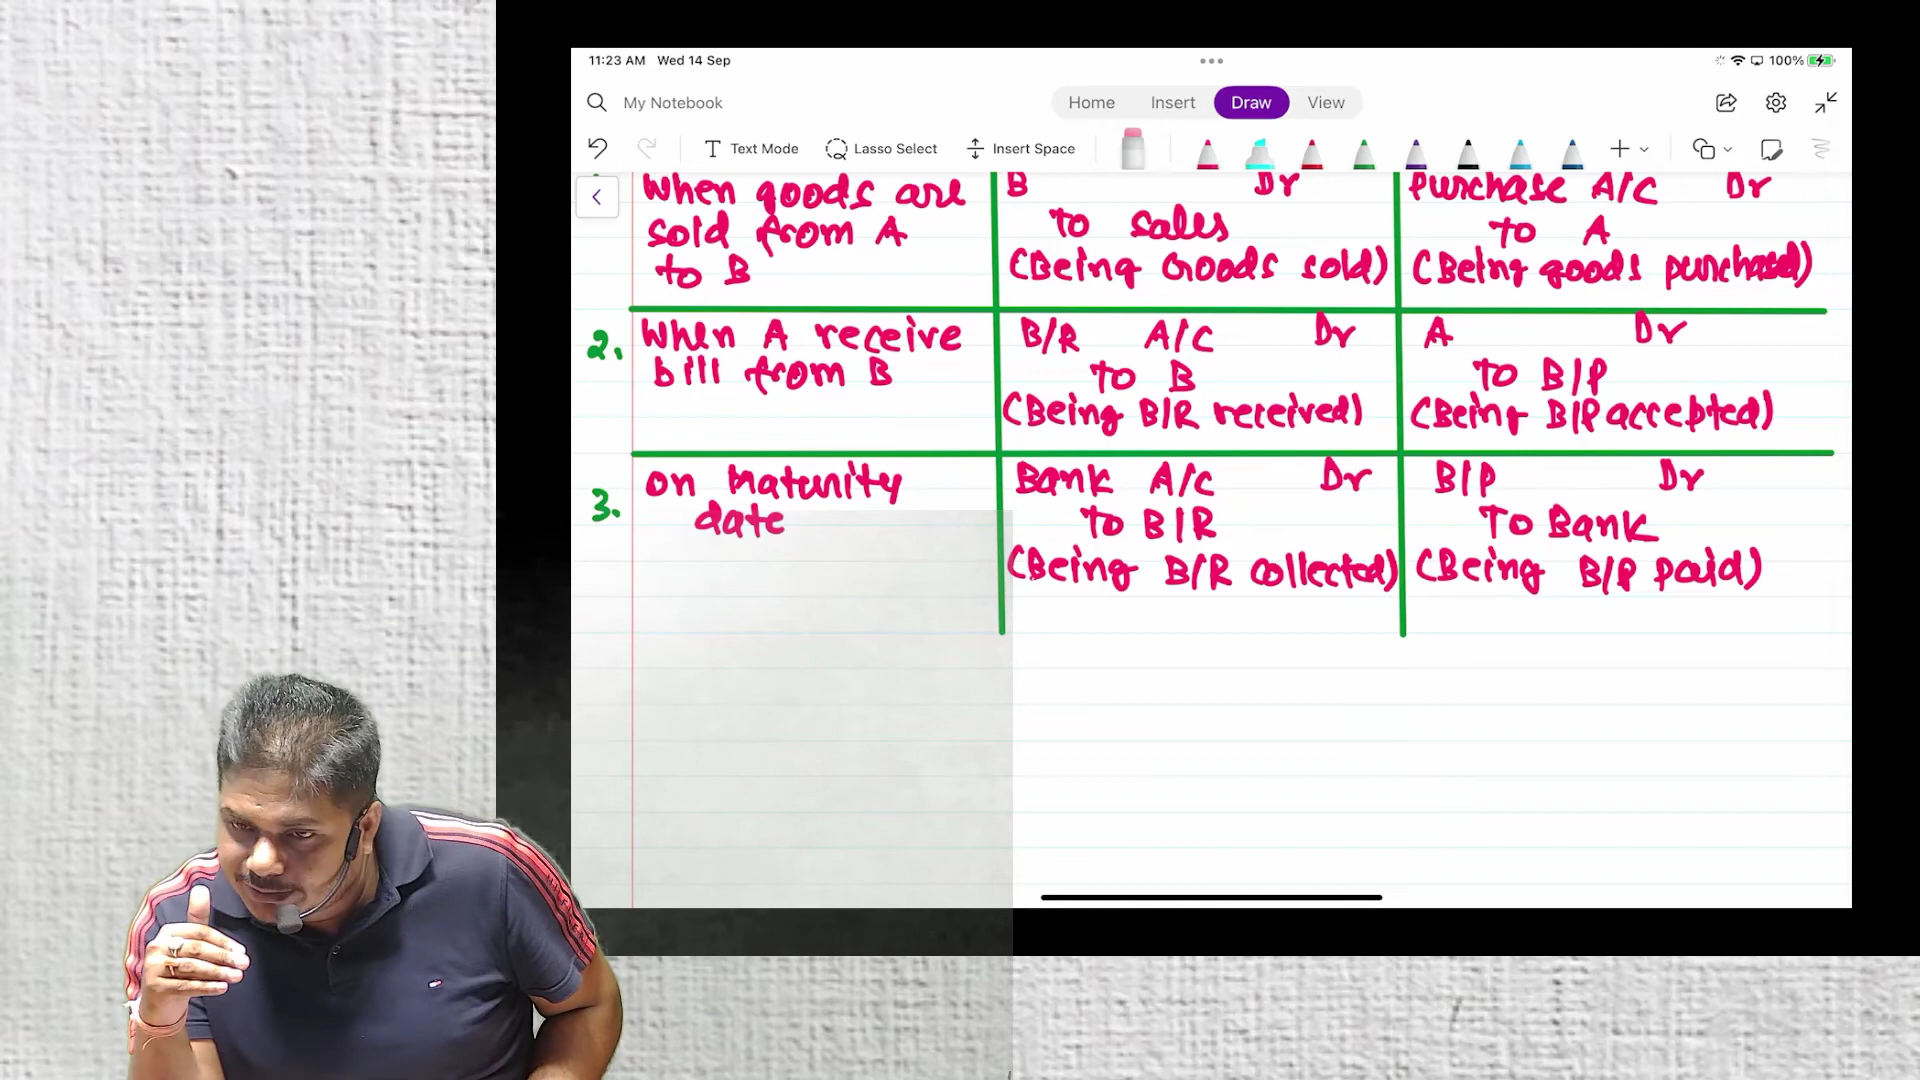 11:23 AM Wed 14 Sep
100%
My Notebook
Home Insert Draw View
Text Mode Lasso Select Insert Space
When goods are
sold from A
to B
B Dr
To sales
(Being Goods sold)
Purchase A/C Dr
To A
(Being goods purchased)
2. When A receive
bill from B
B/R A/C Dr
To B
(Being B/R received)
A Dr
To B/P
(Being B/P accepted)
3. on Maturity
date
Bank A/C Dr
To B/R
(Being B/R collected)
B/P Dr
To Bank
(Being B/P paid)